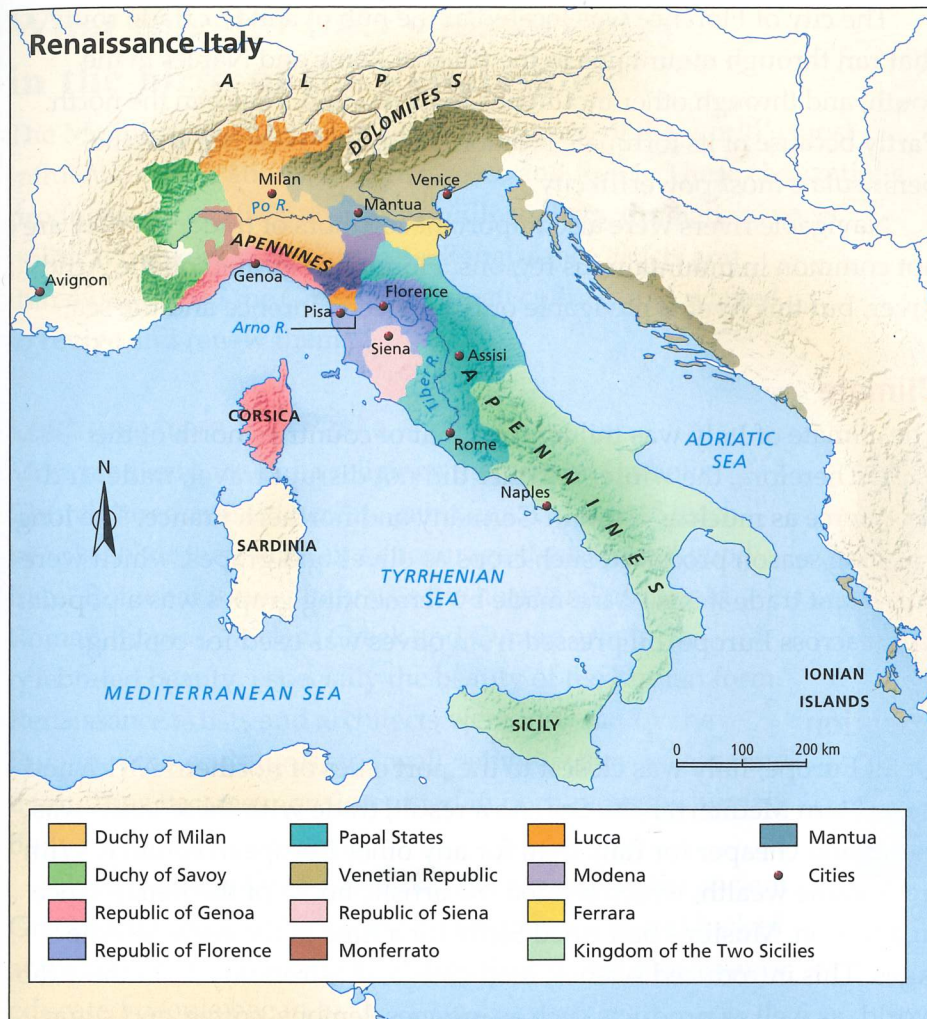 Renaissance Italy
A L P S
DOLOMITES
Milan
Venice
Po R.
Mantua
APENNINES
Genoa
Avignon
Florence
Pisa
Arno R.
Siena
Assisi
Tiber R.
CORSICA
APENNINES
Rome
ADRIATIC
SEA
N
Naples
SARDINIA
TYRRHENIAN
SEA
MEDITERRANEAN SEA
IONIAN
ISLANDS
SICILY
0 100 200 km
Duchy of Milan
Papal States
Lucca
Mantua
Duchy of Savoy
Venetian Republic
Modena
Cities
Republic of Genoa
Republic of Siena
Ferrara
Republic of Florence
Monferrato
Kingdom of the Two Sicilies